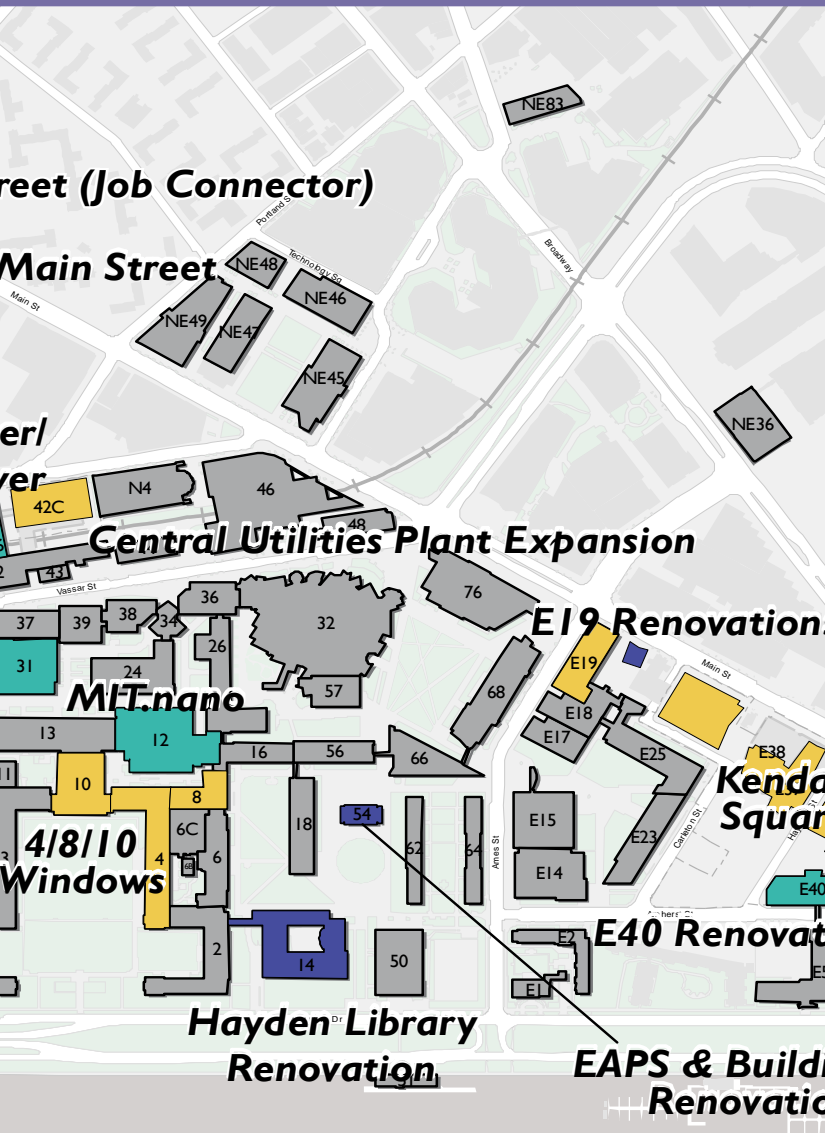 NE83
reet (Job Connector)
Portland S
Broadway
Main Street
NE48
Technology Sq
NE46
Main St
NE49
NE47
NE45
NE36
er/
ver
42C
N4
46
48
Central Utilities Plant Expansion
43
Vassar St
76
36
38
34
37
39
32
E19 Renovations
26
31
24
E19
Main St
57
68
MIT.nano
E18
13
12
E17
16
56
66
E25
E38
10
8
Kenda
Squar
54
18
E15
6C
4/8/10
Windows
4
6
62
64
Ames St
E23
Carleton St
E14
E40
Amherst St
2
E2
E40 Renovat
14
50
E1
Hayden Library
Renovation
Dr
EAPS & Buildi
Renovatio